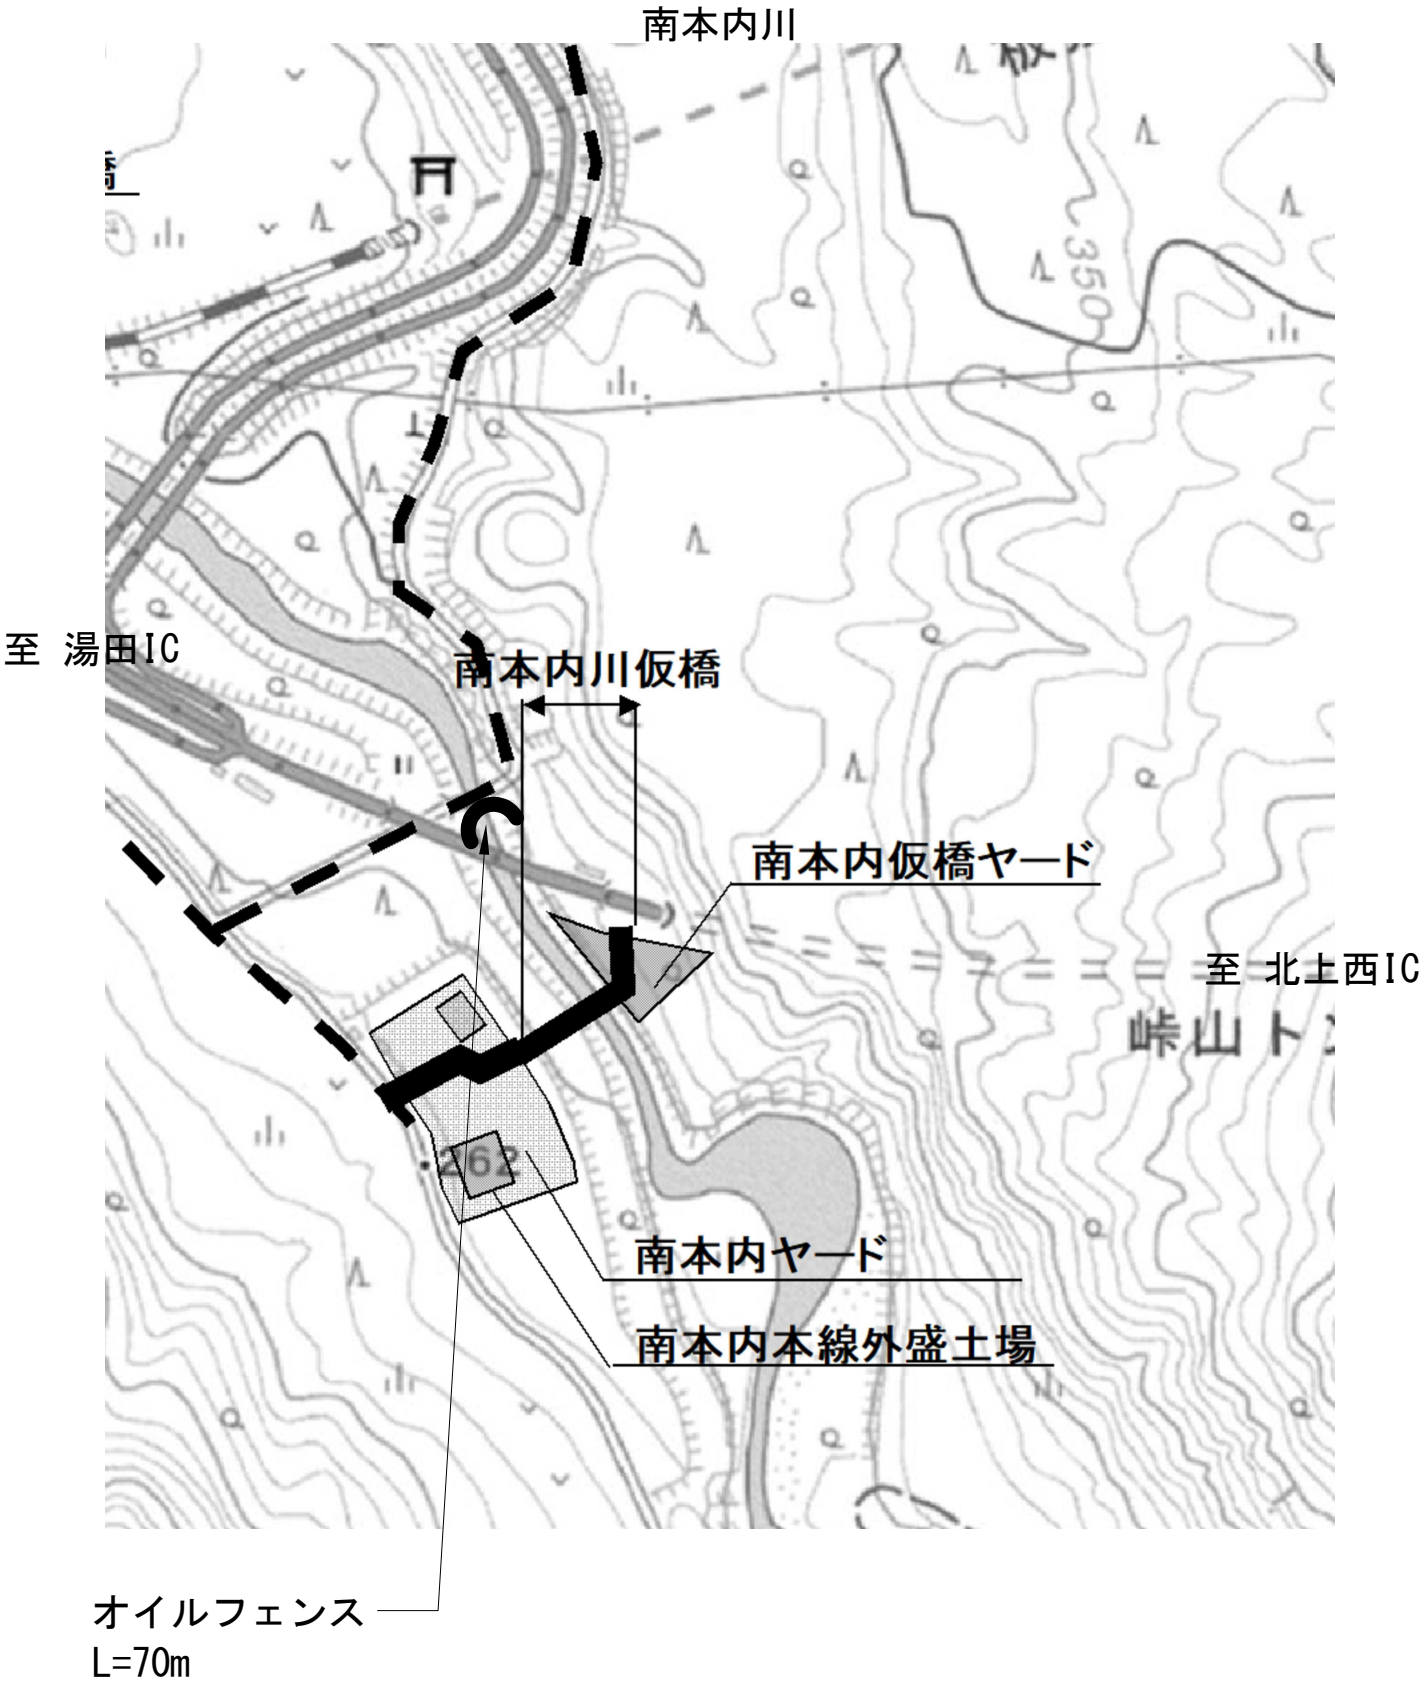 南本内川
350
至 湯田IC
南本内川仮橋
南本内仮橋ヤード
至 北上西IC
峠山ト
262
南本内ヤード
南本内本線外盛土場
オイルフェンス
L=70m